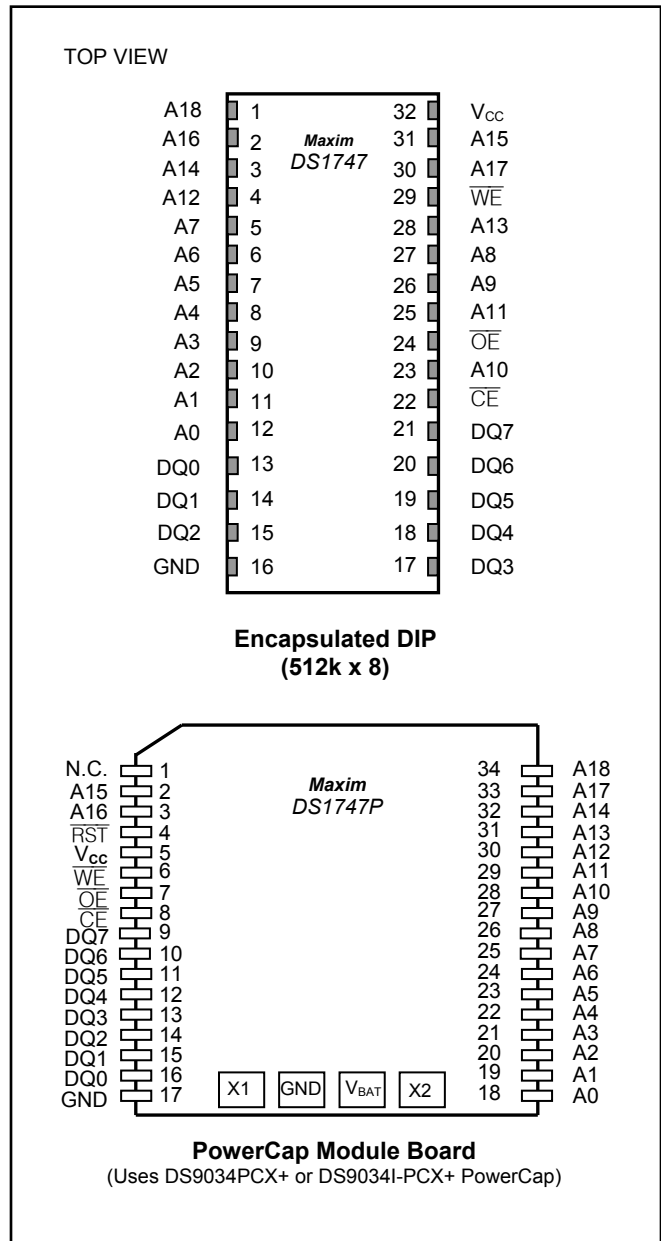 TOP VIEW
A18 1 32 VCC
A16 2 Maxim 31 A15
A14 3 DS1747 30 A17
A12 4 29 WE
A7 5 28 A13
A6 6 27 A8
A5 7 26 A9
A4 8 25 A11
A3 9 24 OE
A2 10 23 A10
A1 11 22 CE
A0 12 21 DQ7
DQ0 13 20 DQ6
DQ1 14 19 DQ5
DQ2 15 18 DQ4
GND 16 17 DQ3
Encapsulated DIP
(512k x 8)
N.C. 1 Maxim 34 A18
A15 2 DS1747P 33 A17
A16 3 32 A14
RST 4 31 A13
Vcc 5 30 A12
WE 6 29 A11
OE 7 28 A10
CE 8 27 A9
DQ7 9 26 A8
DQ6 10 25 A7
DQ5 11 24 A6
DQ4 12 23 A5
DQ3 13 22 A4
DQ2 14 21 A3
DQ1 15 20 A2
DQ0 16 19 A1
GND 17 X1 GND VBAT X2 18 A0
PowerCap Module Board
(Uses DS9034PCX+ or DS9034I-PCX+ PowerCap)